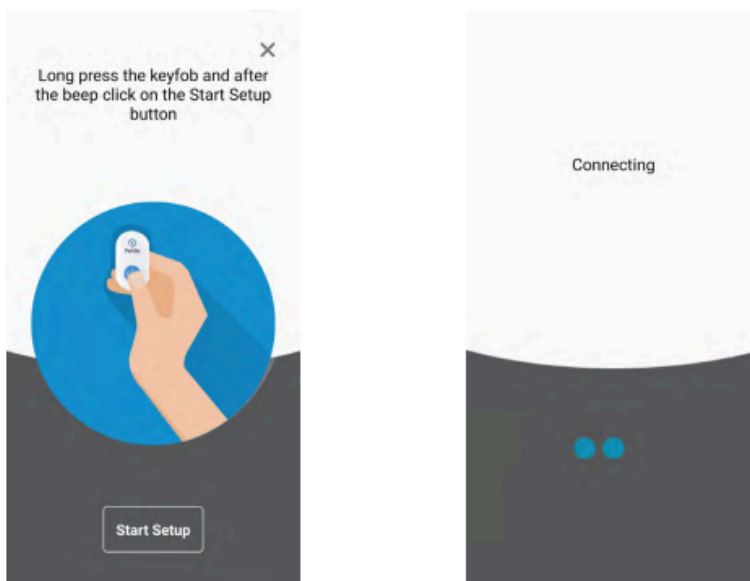 Long press the keyfob and after
the beep click on the Start Setup
button
Start Setup
Connecting